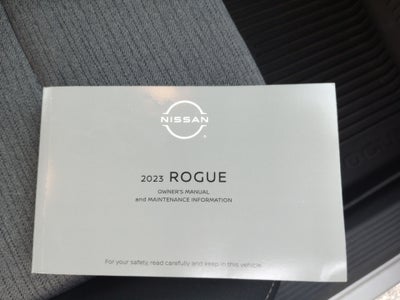 NISSAN
2023 ROGUE
OWNER'S MANUAL
and MAINTENANCE INFORMATION
For your safety, read carefully and keep in this vehicle.